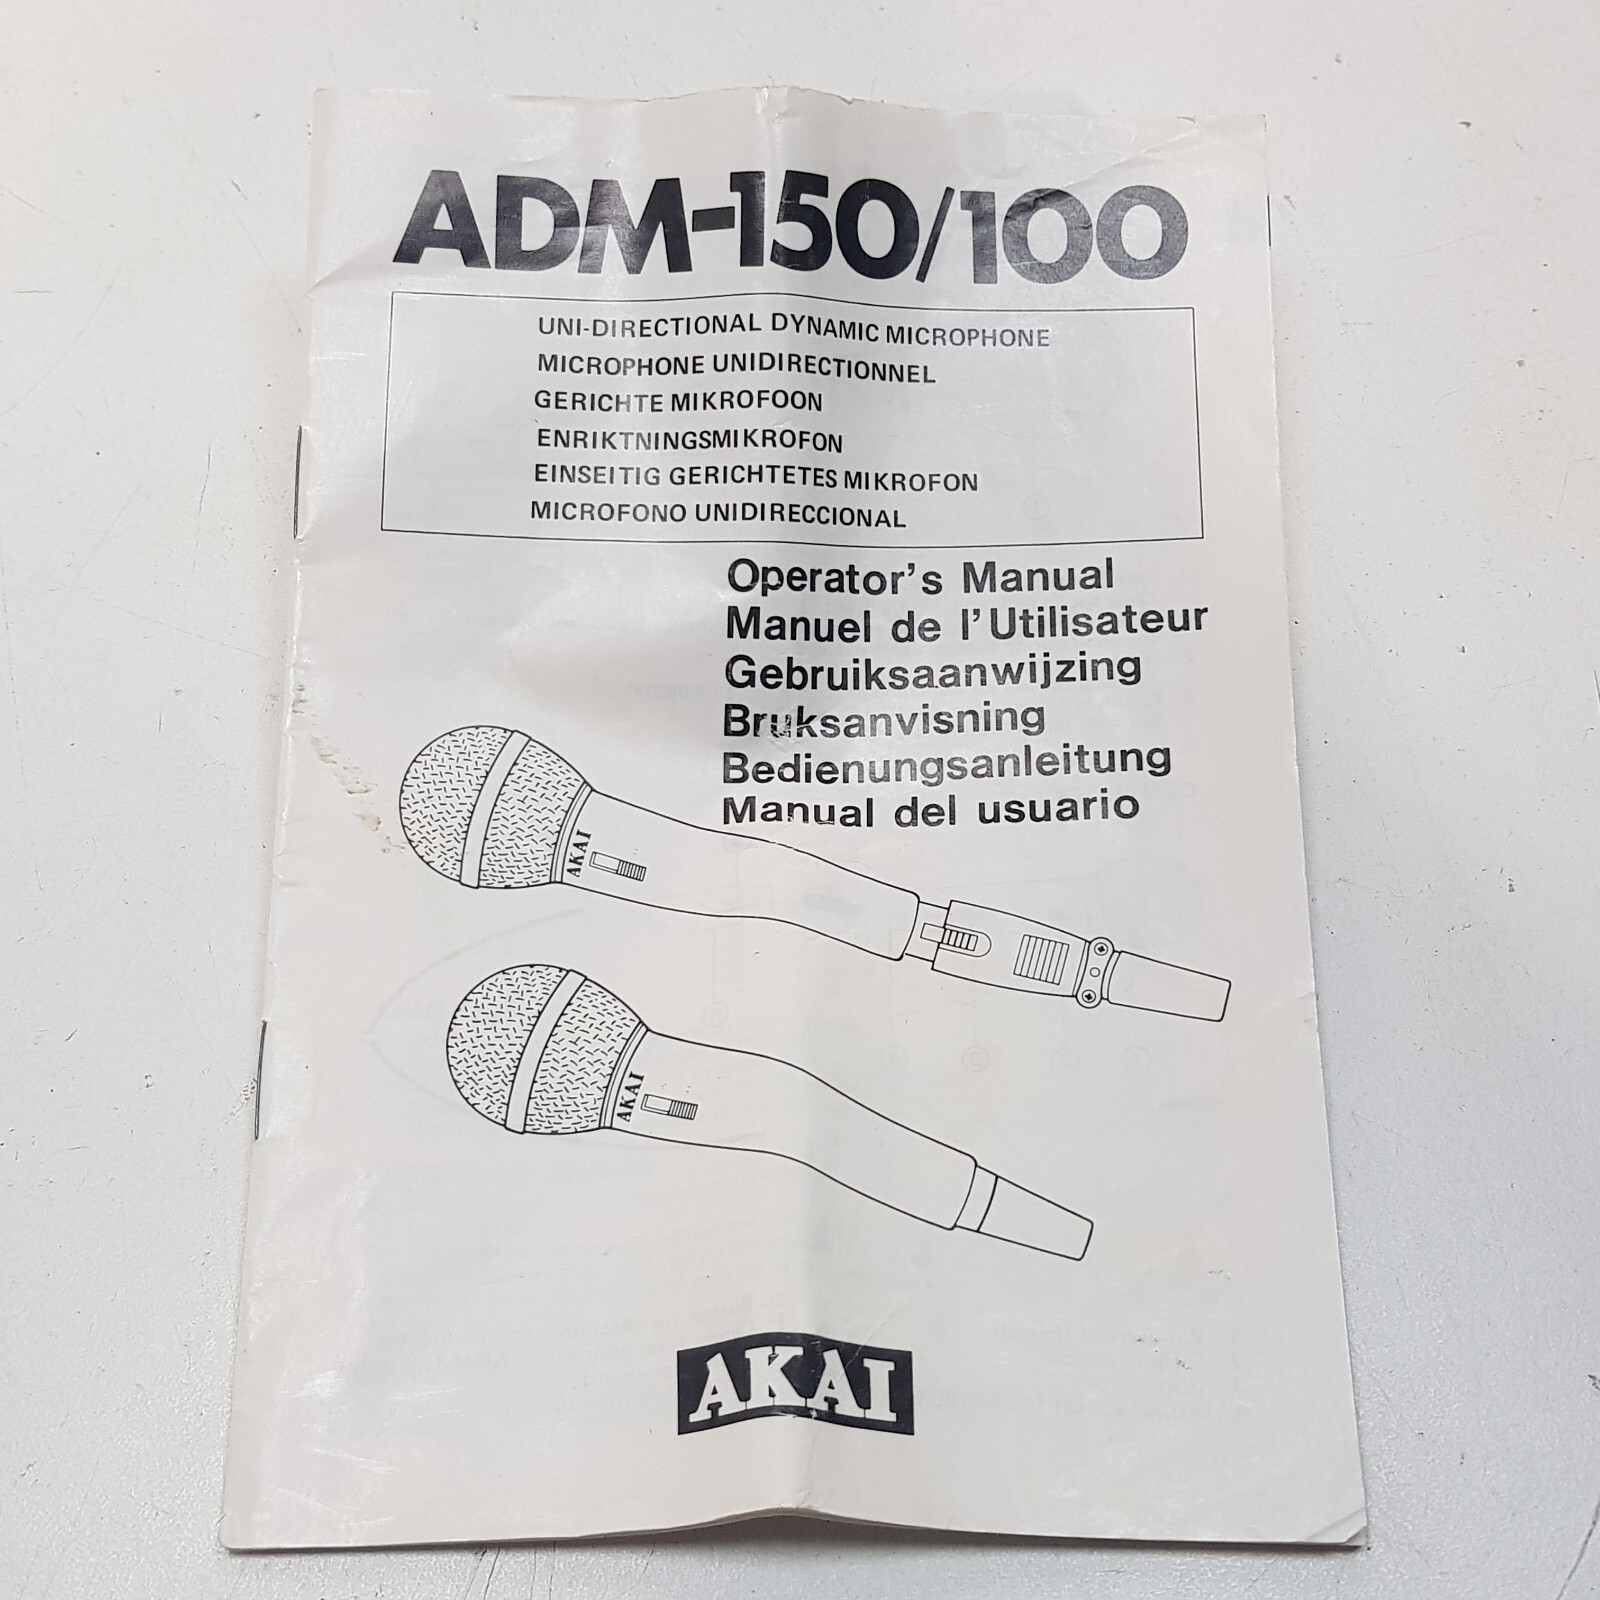 ADM-150/100
UNI-DIRECTIONAL DYNAMIC MICROPHONE
MICROPHONE UNIDIRECTIONNEL
GERICHTE MIKROFOON
ENRIKTNINGSMIKROFON
EINSEITIG GERICHTETES MIKROFON
MICROFONO UNIDIRECCIONAL
Operator's Manual
Manuel de l'Utilisateur
Gebruiksaanwijzing
Bruksanvisning
Bedienungsanleitung
Manual del usuario
AKAI
AKAI
AKAI